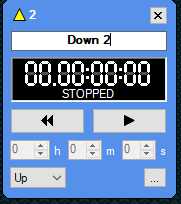 2
Down 2
00.00:00:00
STOPPED
0 h 0 m 0 s
Up ...